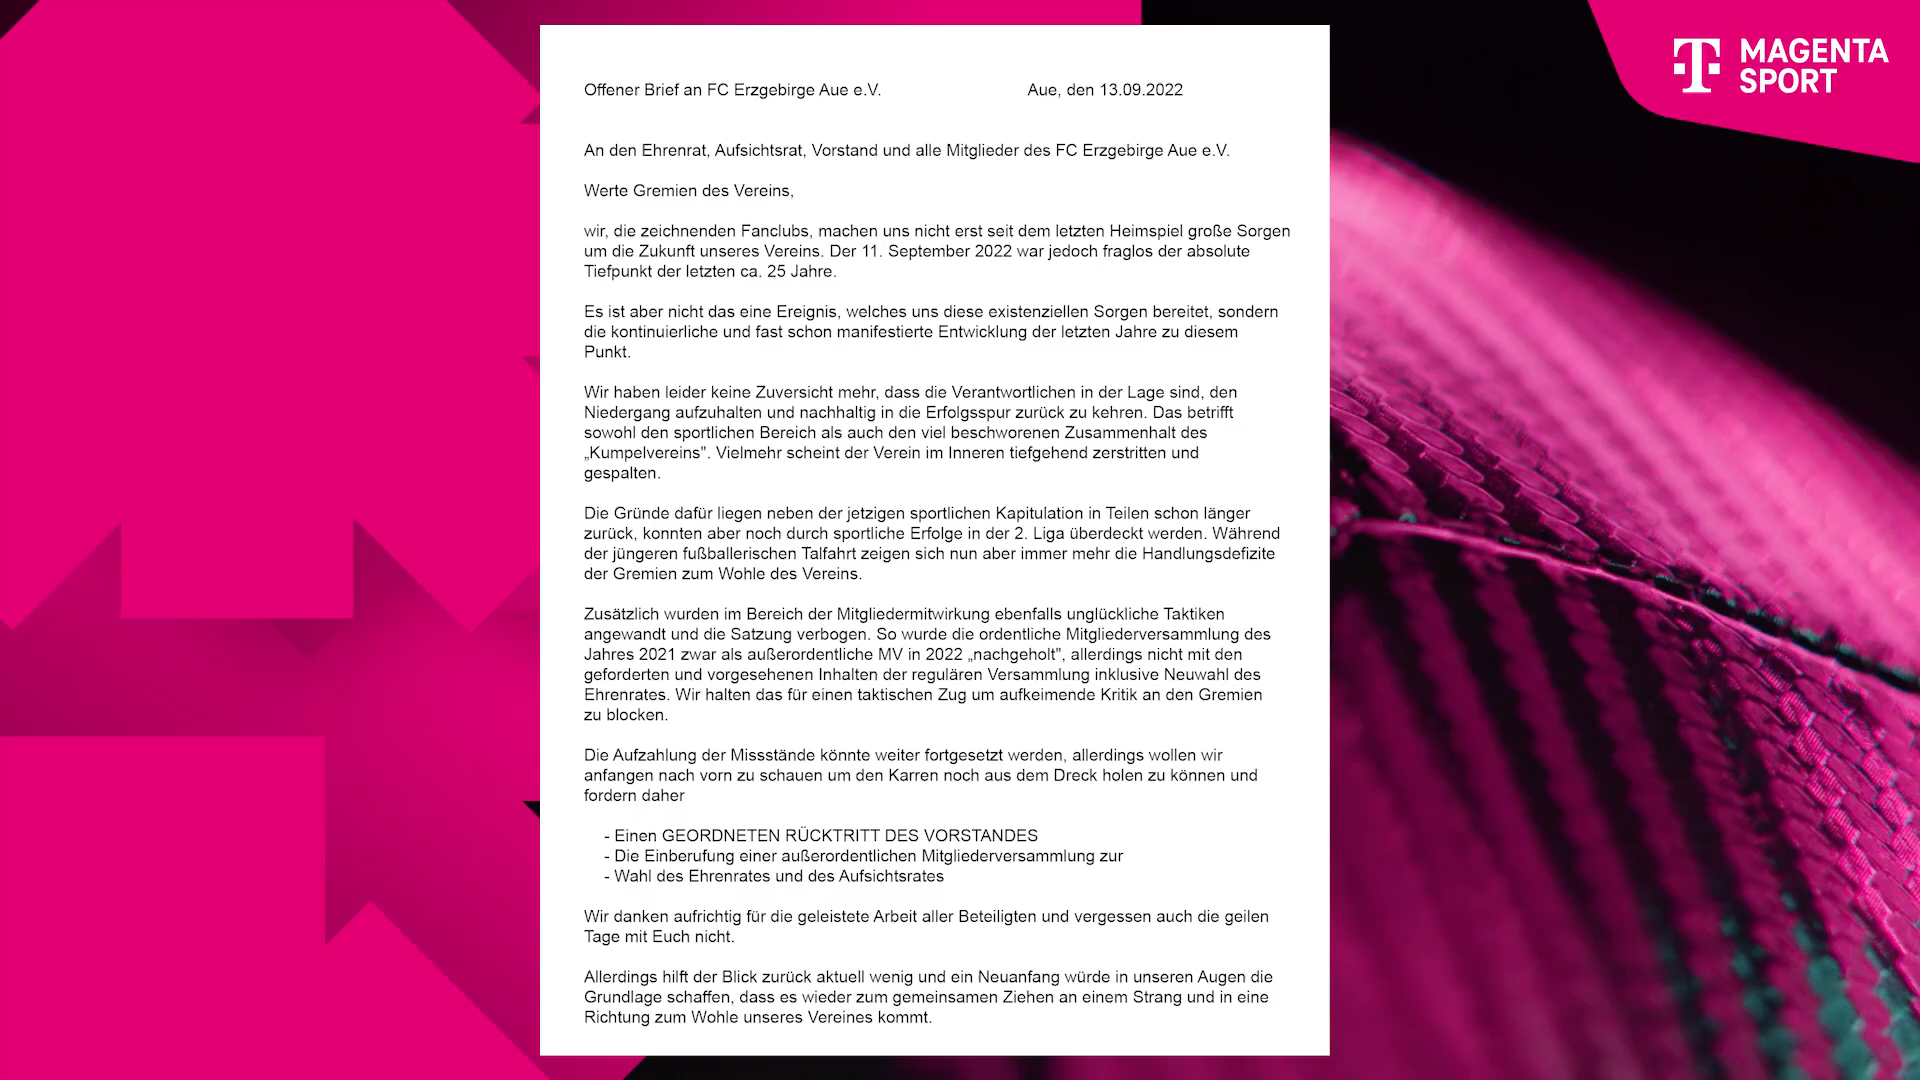 MAGENTA
SPORT
Offener Brief an FC Erzgebirge Aue e.V. Aue, den 13.09.2022
An den Ehrenrat, Aufsichtsrat, Vorstand und alle Mitglieder des FC Erzgebirge Aue e.V.
Werte Gremien des Vereins,
wir, die zeichnenden Fanclubs, machen uns nicht erst seit dem letzten Heimspiel große Sorgen
um die Zukunft unseres Vereins. Der 11. September 2022 war jedoch fraglos der absolute
Tiefpunkt der letzten ca. 25 Jahre.
Es ist aber nicht das eine Ereignis, welches uns diese existenziellen Sorgen bereitet, sondern
die kontinuierliche und fast schon manifestierte Entwicklung der letzten Jahre zu diesem
Punkt.
Wir haben leider keine Zuversicht mehr, dass die Verantwortlichen in der Lage sind, den
Niedergang aufzuhalten und nachhaltig in die Erfolgsspur zurück zu kehren. Das betrifft
sowohl den sportlichen Bereich als auch den viel beschworenen Zusammenhalt des
„Kumpelvereins". Vielmehr scheint der Verein im Inneren tiefgehend zerstritten und
gespalten.
Die Gründe dafür liegen neben der jetzigen sportlichen Kapitulation in Teilen schon länger
zurück, konnten aber noch durch sportliche Erfolge in der 2. Liga überdeckt werden. Während
der jüngeren fußballerischen Talfahrt zeigen sich nun aber immer mehr die Handlungsdefizite
der Gremien zum Wohle des Vereins.
Zusätzlich wurden im Bereich der Mitgliedermitwirkung ebenfalls unglückliche Taktiken
angewandt und die Satzung verbogen. So wurde die ordentliche Mitgliederversammlung des
Jahres 2021 zwar als außerordentliche MV in 2022 „nachgeholt", allerdings nicht mit den
geforderten und vorgesehenen Inhalten der regulären Versammlung inklusive Neuwahl des
Ehrenrates. Wir halten das für einen taktischen Zug um aufkeimende Kritik an den Gremien
zu blocken.
Die Aufzahlung der Missstände könnte weiter fortgesetzt werden, allerdings wollen wir
anfangen nach vorn zu schauen um den Karren noch aus dem Dreck holen zu können und
fordern daher
- Einen GEORDNETEN RÜCKTRITT DES VORSTANDES
- Die Einberufung einer außerordentlichen Mitgliederversammlung zur
- Wahl des Ehrenrates und des Aufsichtsrates
Wir danken aufrichtig für die geleistete Arbeit aller Beteiligten und vergessen auch die geilen
Tage mit Euch nicht.
Allerdings hilft der Blick zurück aktuell wenig und ein Neuanfang würde in unseren Augen die
Grundlage schaffen, dass es wieder zum gemeinsamen Ziehen an einem Strang und in eine
Richtung zum Wohle unseres Vereines kommt.